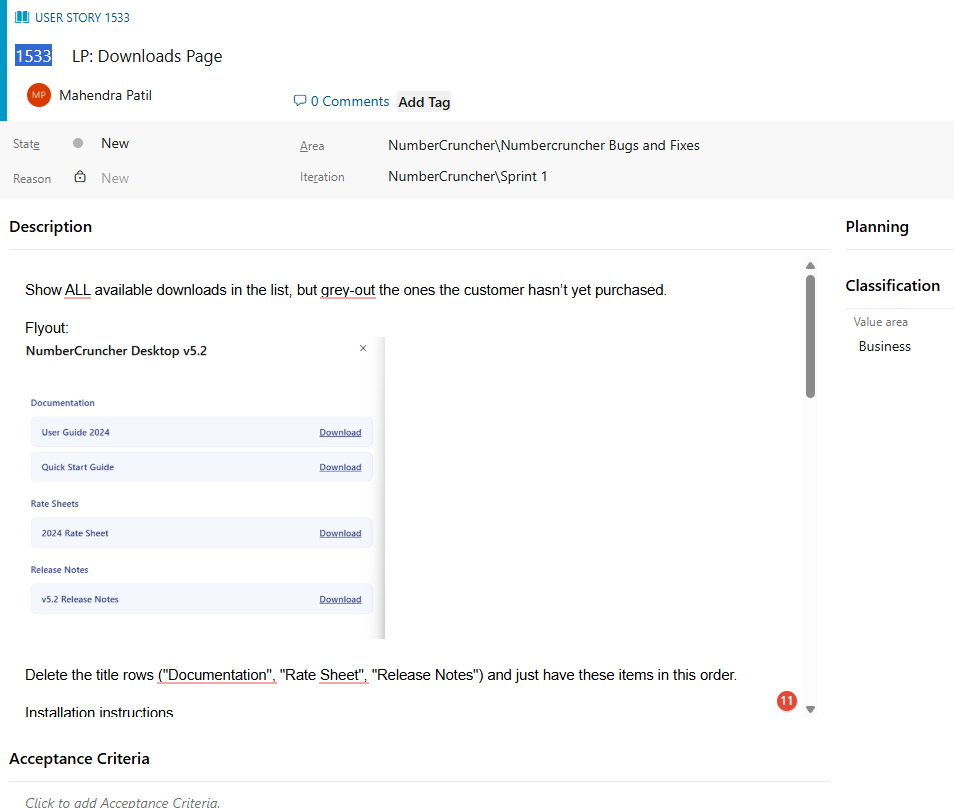 USER STORY 1533
1533 LP: Downloads Page
MP Mahendra Patil
0 Comments Add Tag
State New
Area NumberCruncher\Numbercruncher Bugs and Fixes
Reason New
Iteration NumberCruncher\Sprint 1
Description
Planning
Show ALL available downloads in the list, but grey-out the ones the customer hasn't yet purchased.
Classification
Value area
Business
Flyout:
NumberCruncher Desktop v5.2 ×
Documentation
User Guide 2024 Download
Quick Start Guide Download
Rate Sheets
2024 Rate Sheet Download
Release Notes
v5.2 Release Notes Download
Delete the title rows ("Documentation", "Rate Sheet", "Release Notes") and just have these items in this order.
11
Installation instructions
Acceptance Criteria
Click to add Acceptance Criteria.